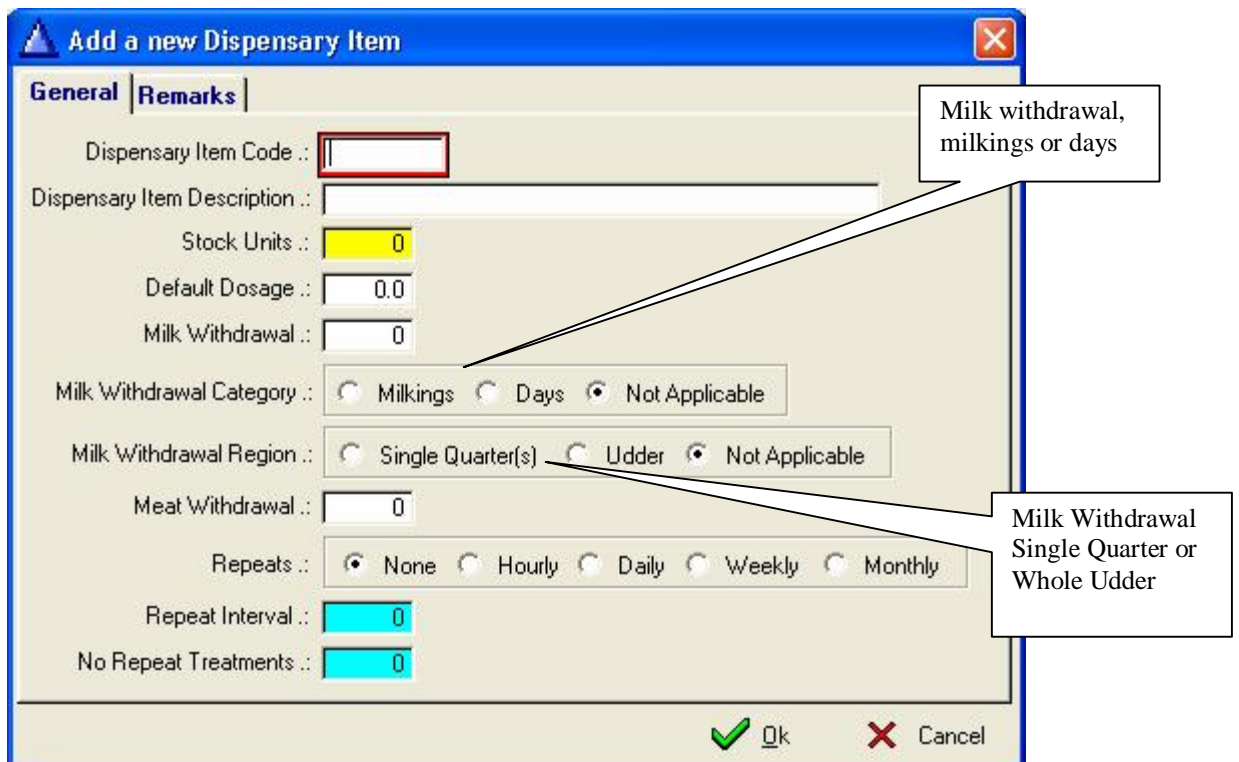 Add a new Dispensary Item
General Remarks
Milk withdrawal,
milkings or days
Dispensary Item Code .:
Dispensary Item Description .:
Stock Units .: 0
Default Dosage .: 0.0
Milk Withdrawal .: 0
Milk Withdrawal Category .: Milkings Days Not Applicable
Milk Withdrawal Region .: Single Quarter(s) Udder Not Applicable
Meat Withdrawal .: 0
Milk Withdrawal
Single Quarter or
Whole Udder
Repeats .: None Hourly Daily Weekly Monthly
Repeat Interval .: 0
No Repeat Treatments .: 0
Ok Cancel